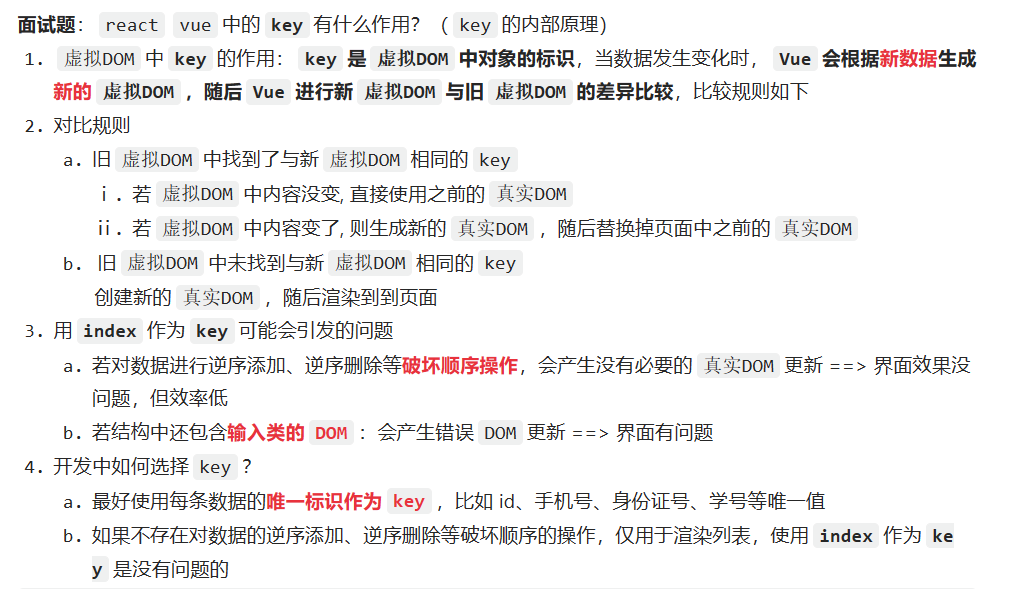 面试题： react vue 中的 key 有什么作用？（ key 的内部原理）
1. 虚拟DOM 中 key 的作用： key 是 虚拟DOM 中对象的标识，当数据发生变化时， Vue 会根据新数据生成
新的 虚拟DOM ，随后 Vue 进行新 虚拟DOM 与旧 虚拟DOM 的差异比较，比较规则如下
2. 对比规则
a. 旧 虚拟DOM 中找到了与新 虚拟DOM 相同的 key
ⅰ. 若 虚拟DOM 中内容没变, 直接使用之前的 真实DOM
ⅱ. 若 虚拟DOM 中内容变了, 则生成新的 真实DOM ，随后替换掉页面中之前的 真实DOM
b. 旧 虚拟DOM 中未找到与新 虚拟DOM 相同的 key
创建新的 真实DOM ，随后渲染到到页面
3. 用 index 作为 key 可能会引发的问题
a. 若对数据进行逆序添加、逆序删除等破坏顺序操作，会产生没有必要的 真实DOM 更新 ==> 界面效果没
问题，但效率低
b. 若结构中还包含输入类的 DOM ：会产生错误 DOM 更新 ==> 界面有问题
4. 开发中如何选择 key ？
a. 最好使用每条数据的唯一标识作为 key ，比如 id、手机号、身份证号、学号等唯一值
b. 如果不存在对数据的逆序添加、逆序删除等破坏顺序的操作，仅用于渲染列表，使用 index 作为 ke
y 是没有问题的